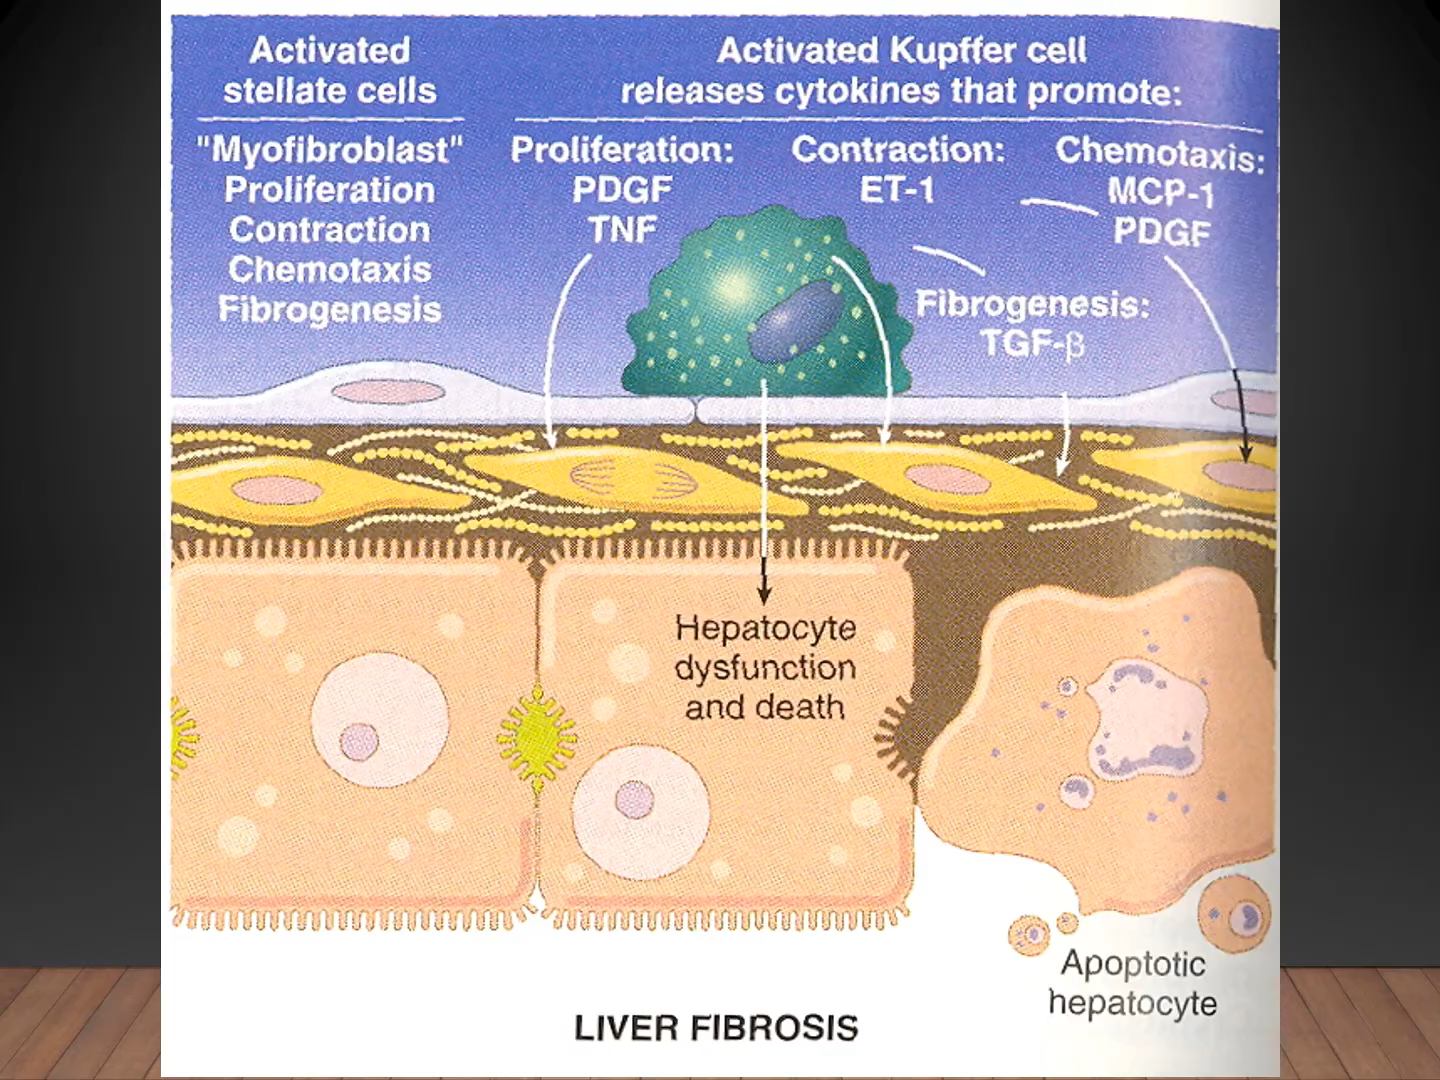 Activated
stellate cells
"Myofibroblast"
Proliferation
Contraction
Chemotaxis
Fibrogenesis
Activated Kupffer cell
releases cytokines that promote:
Proliferation:
PDGF
TNF
Contraction:
ET-1
Chemotaxis:
MCP-1
PDGF
Fibrogenesis:
TGF-β
Hepatocyte
dysfunction
and death
Apoptotic
hepatocyte
LIVER FIBROSIS